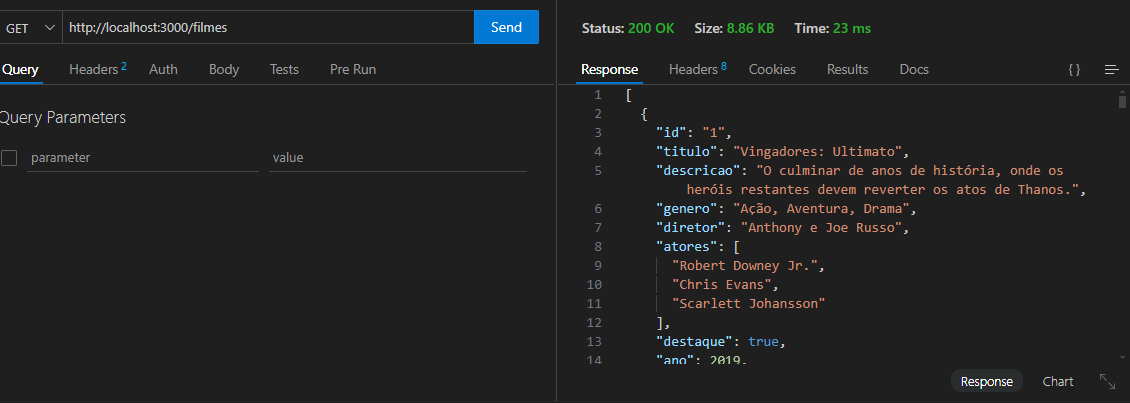 GET http://localhost:3000/filmes Send
Query Headers 2 Auth Body Tests Pre Run
Query Parameters
parameter value
Status: 200 OK Size: 8.86 KB Time: 23 ms
Response Headers 8 Cookies Results Docs {}
1 [
2 {
3 "id": "1",
4 "titulo": "Vingadores: Ultimato",
5 "descricao": "O culminar de anos de história, onde os
heróis restantes devem reverter os atos de Thanos.",
6 "genero": "Ação, Aventura, Drama",
7 "diretor": "Anthony e Joe Russo",
8 "atores": [
9 "Robert Downey Jr.",
10 "Chris Evans",
11 "Scarlett Johansson"
12 ],
13 "destaque": true,
14 "ano": 2019,
Response Chart